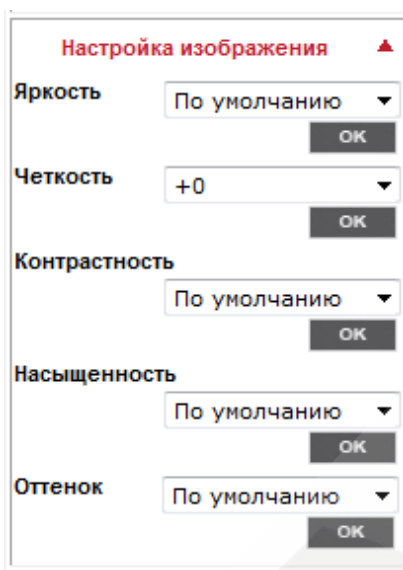 Настройка изображения
Яркость
По умолчанию
OK
Четкость
+0
OK
Контрастность
По умолчанию
OK
Насыщенность
По умолчанию
OK
Оттенок
По умолчанию
OK